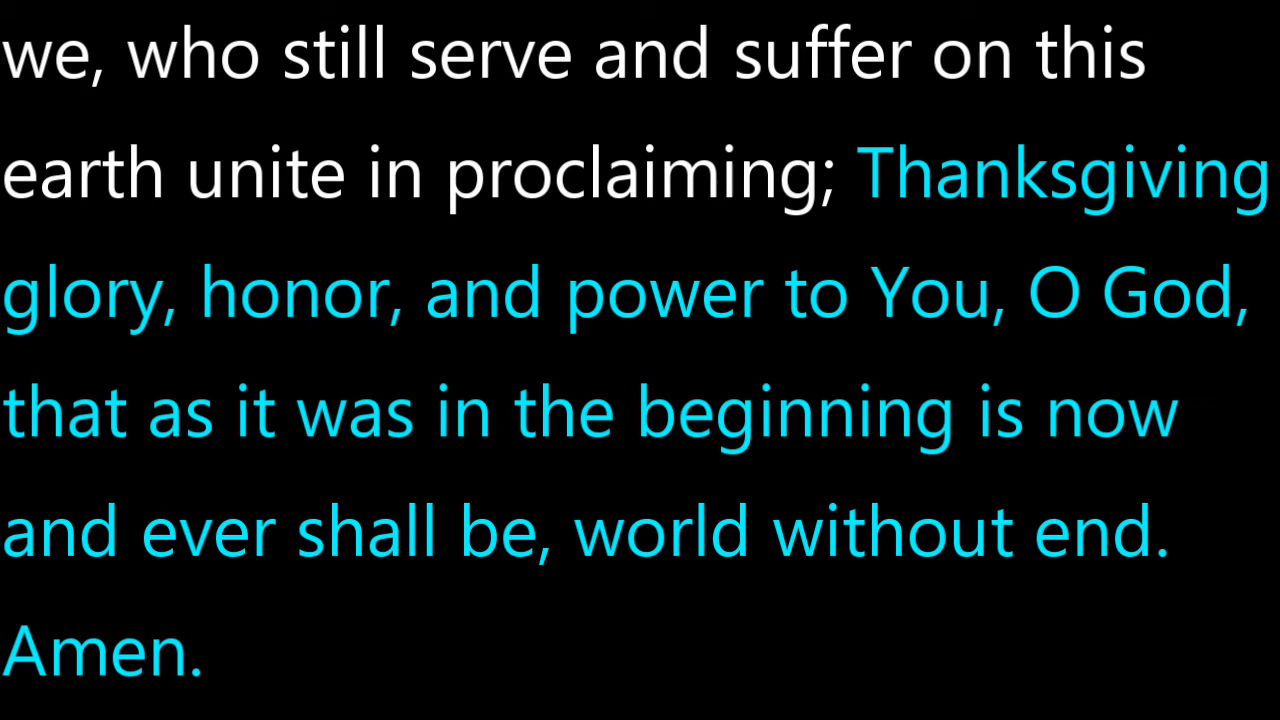 we, who still serve and suffer on this
earth unite in proclaiming; Thanksgiving
glory, honor, and power to You, O God,
that as it was in the beginning is now
and ever shall be, world without end.
Amen.